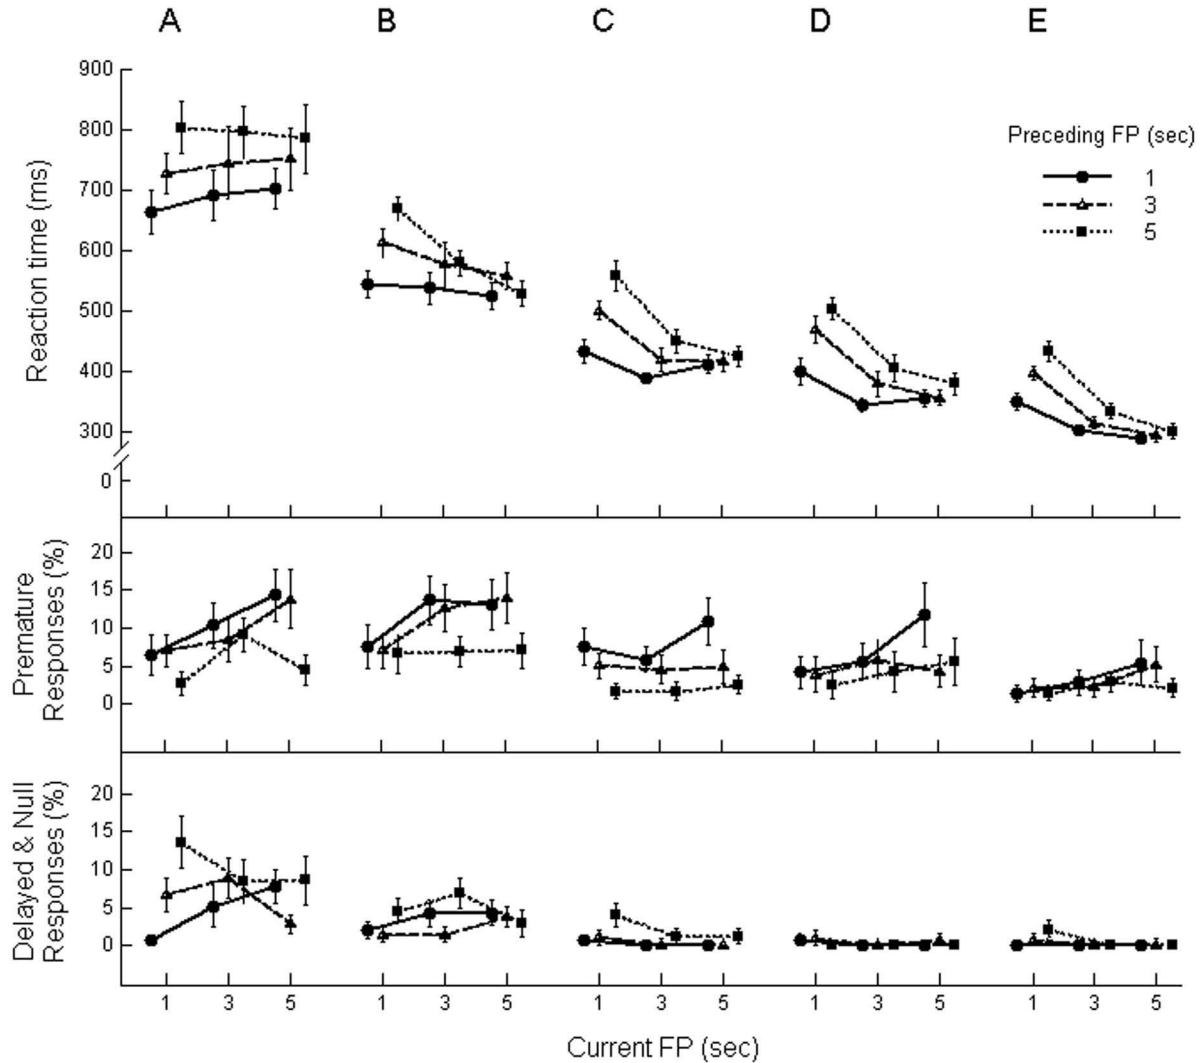 A B C D E
900
800
700
600
500
400
300
0
Reaction time (ms)
Preceding FP (sec)
1
3
5
20
15
10
5
0
Premature
Responses (%)
20
15
10
5
0
Delayed & Null
Responses (%)
1 3 5 1 3 5 1 3 5 1 3 5 1 3 5
Current FP (sec)